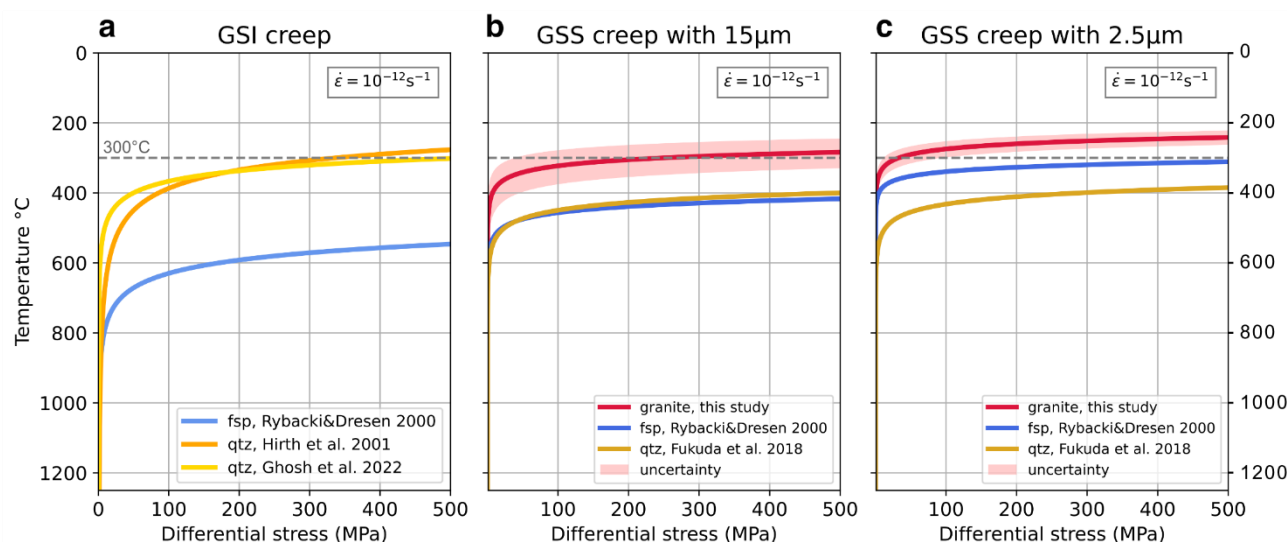 a
GSI creep
b
GSS creep with 15μm
c
GSS creep with 2.5μm
ε̇ = 10⁻¹²s⁻¹
ε̇ = 10⁻¹²s⁻¹
ε̇ = 10⁻¹²s⁻¹
Temperature °C
0
200
400
600
800
1000
1200
300°C
fsp, Rybacki&Dresen 2000
qtz, Hirth et al. 2001
qtz, Ghosh et al. 2022
0 100 200 300 400 500
Differential stress (MPa)
granite, this study
fsp, Rybacki&Dresen 2000
qtz, Fukuda et al. 2018
uncertainty
100 200 300 400 500
Differential stress (MPa)
granite, this study
fsp, Rybacki&Dresen 2000
qtz, Fukuda et al. 2018
uncertainty
100 200 300 400 500
Differential stress (MPa)
0
200
400
600
800
1000
1200